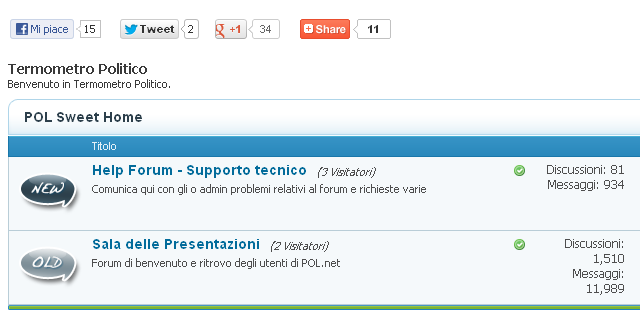 Mi piace 15 Tweet 2 +1 34 Share 11
Termometro Politico
Benvenuto in Termometro Politico.
POL Sweet Home
Titolo
NEW Help Forum - Supporto tecnico (3 Visitatori) Discussioni: 81
Comunica qui con gli o admin problemi relativi al forum e richieste varie Messaggi: 934
OLD Sala delle Presentazioni (2 Visitatori) Discussioni:
Forum di benvenuto e ritrovo degli utenti di POL.net 1,510
Messaggi:
11,989